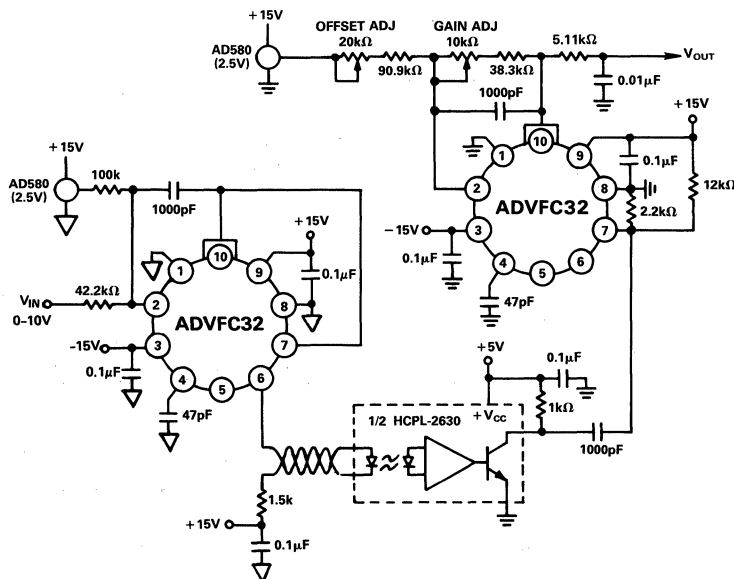 +15V
AD580
(2.5V)
OFFSET ADJ
20kΩ
90.9kΩ
GAIN ADJ
10kΩ
38.3kΩ
5.11kΩ
VOUT
0.01μF
1000pF
+15V
1
10
9
2
8
3
7
4
5
6
ADVFC32
0.1μF
12kΩ
2.2kΩ
−15V
0.1μF
47pF
+15V
AD580
(2.5V)
100k
1000pF
+15V
0.1μF
VIN
0–10V
42.2kΩ
1
10
9
2
8
3
7
4
5
6
ADVFC32
-15V
0.1μF
47pF
+5V
0.1μF
1kΩ
1/2 HCPL-2630
+VCC
1000pF
1.5k
+15V
0.1μF